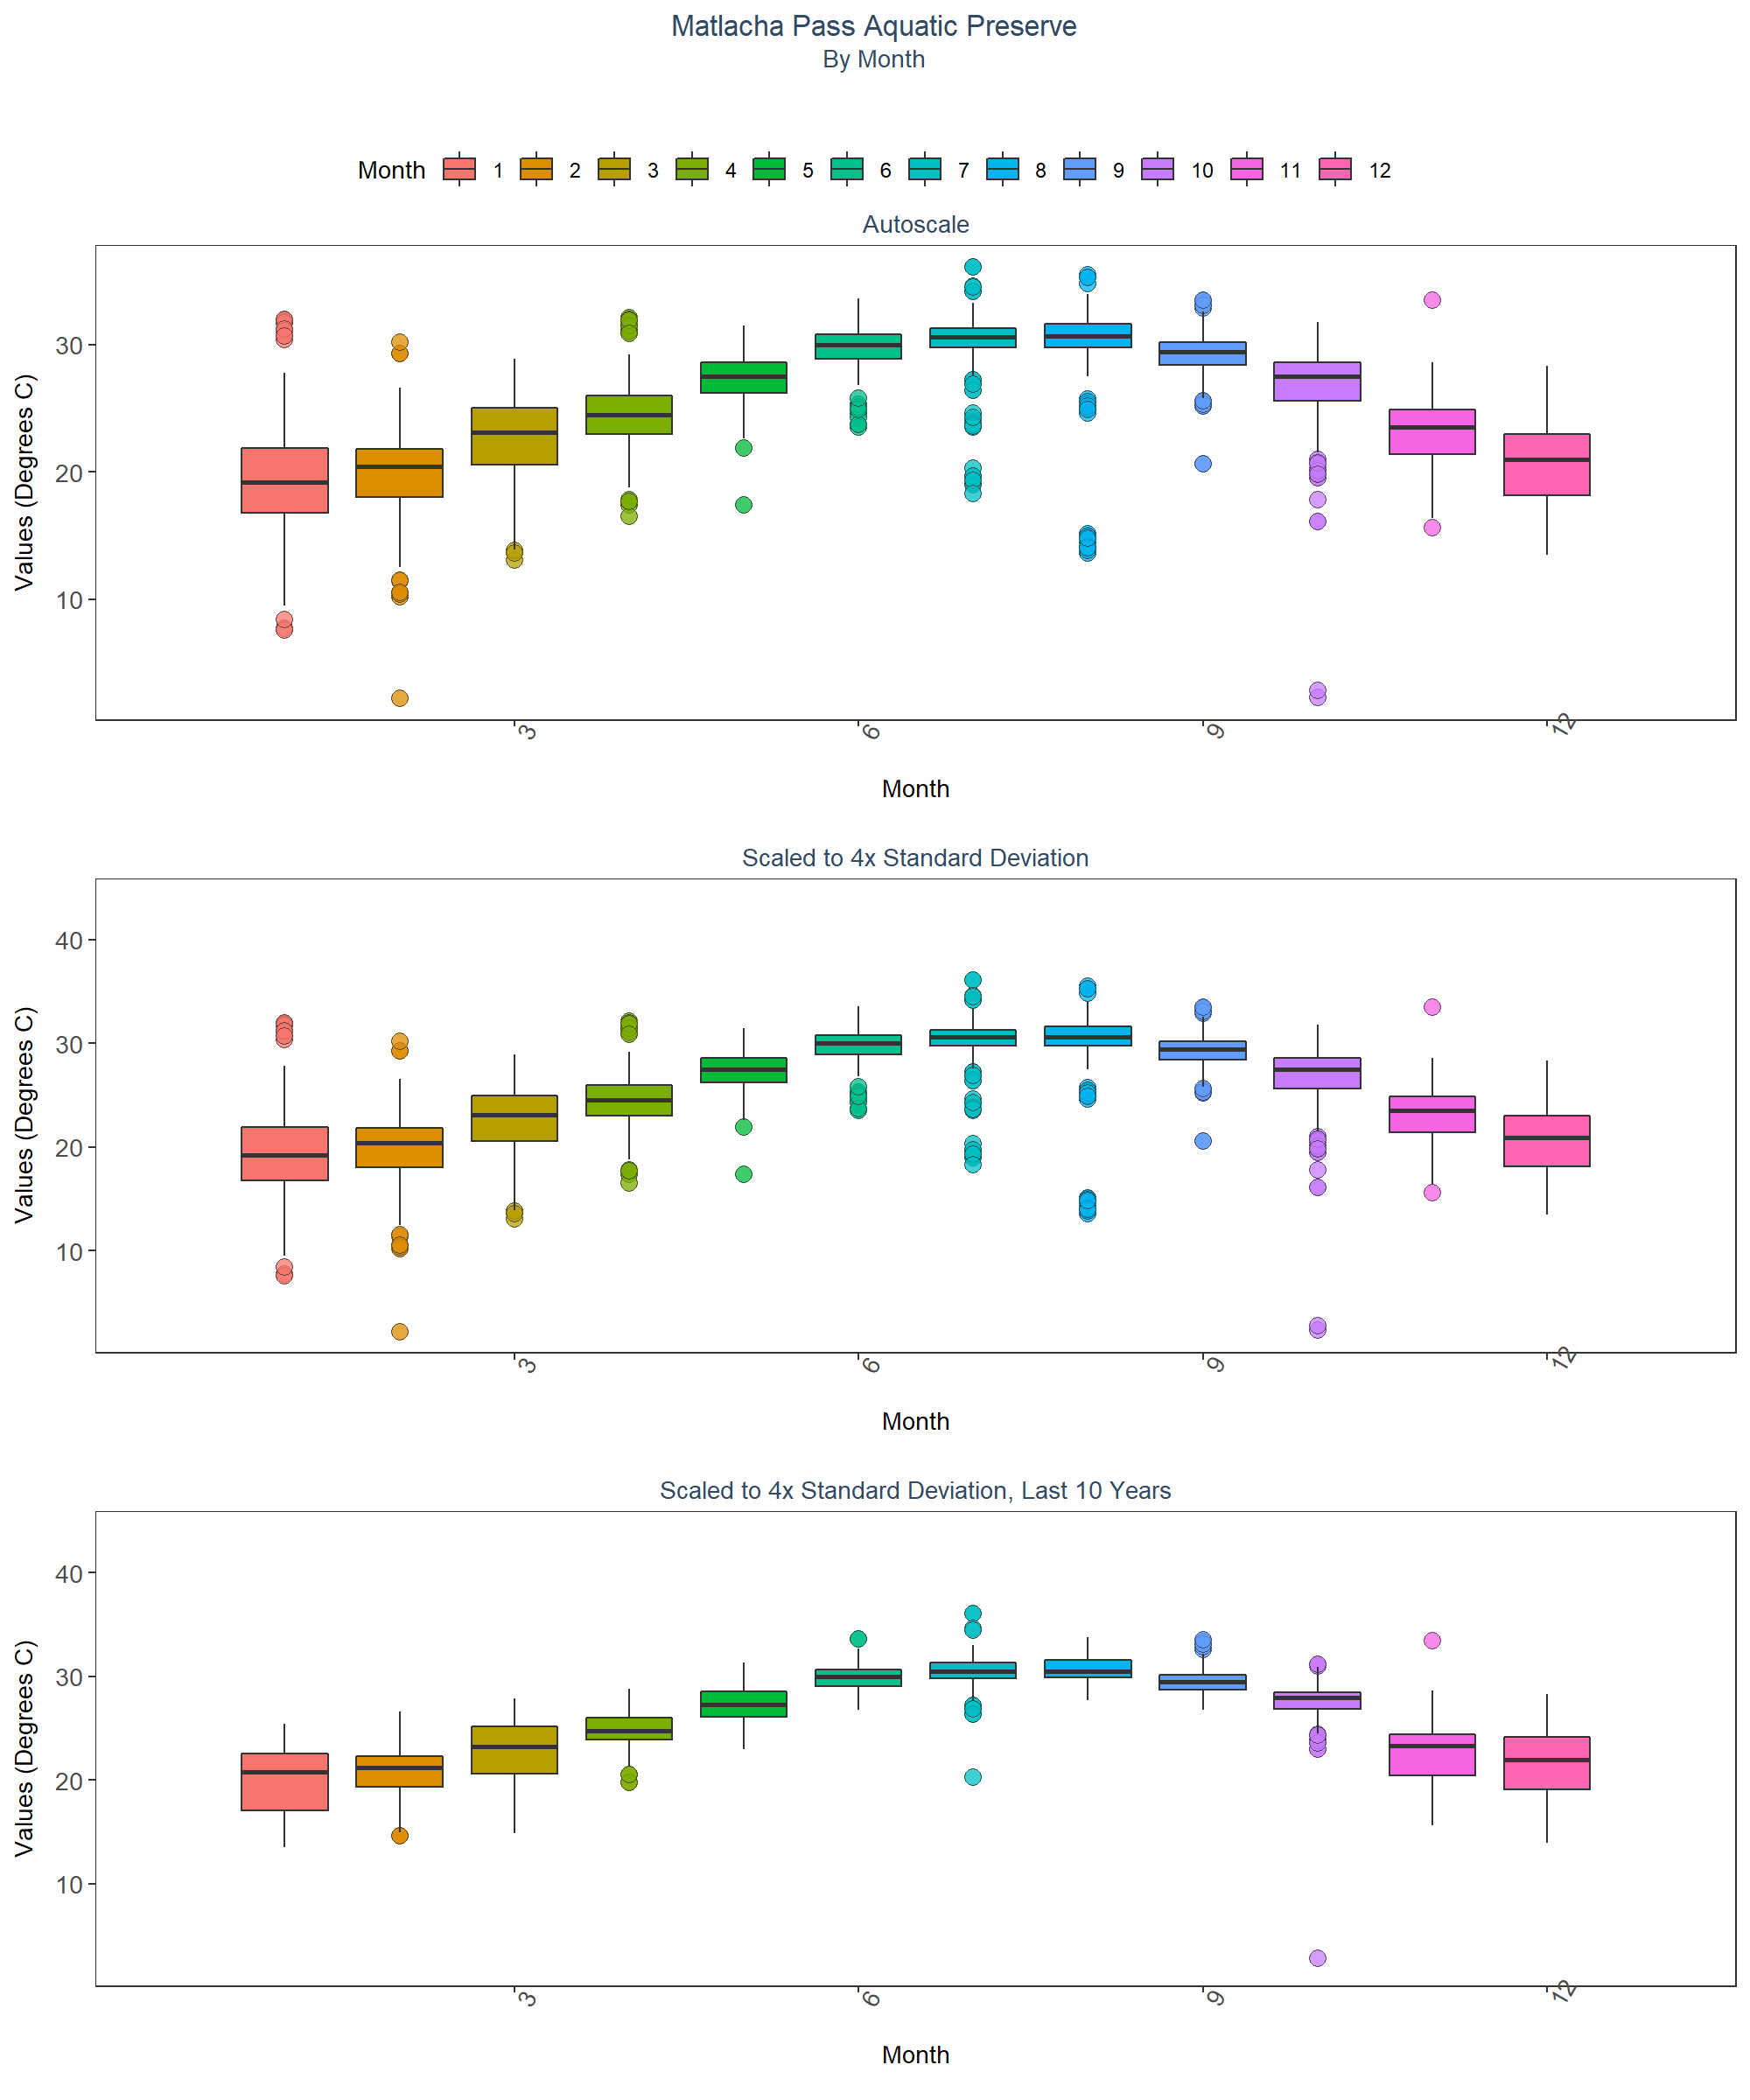 Matlacha Pass Aquatic Preserve
By Month
Month 1 2 3 4 5 6 7 8 9 10 11 12
Autoscale
Values (Degrees C)
30
20
10
3 6 9 12
Month
Scaled to 4x Standard Deviation
Values (Degrees C)
40
30
20
10
3 6 9 12
Month
Scaled to 4x Standard Deviation, Last 10 Years
Values (Degrees C)
40
30
20
10
3 6 9 12
Month